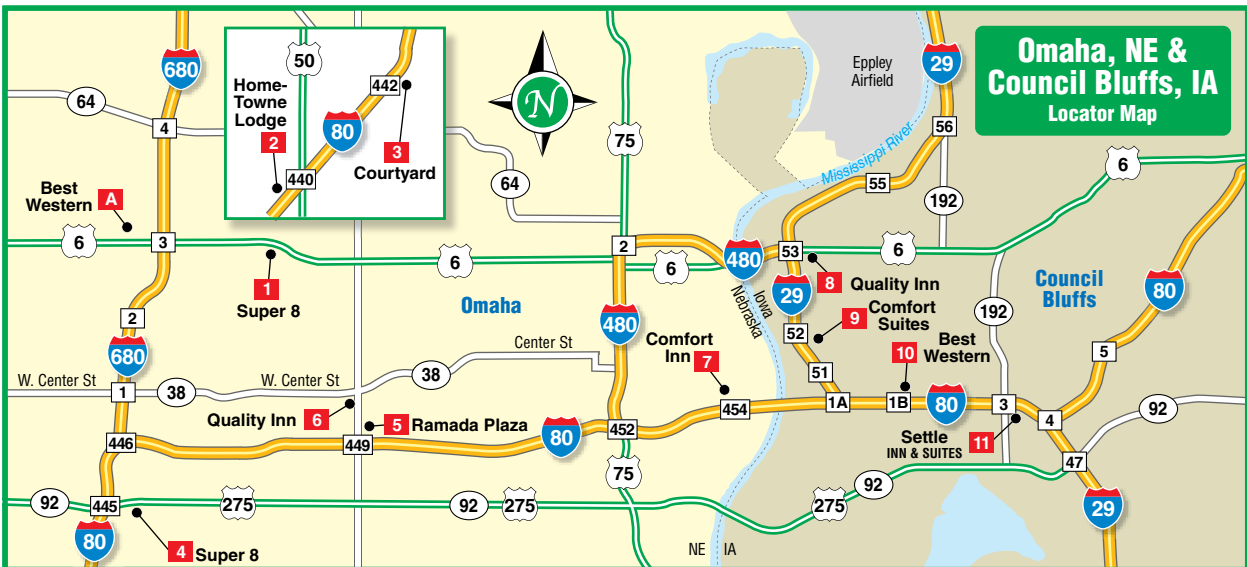 Omaha, NE &
Council Bluffs, IA
Locator Map
N
680
64
4
Best
Western
A
6
3
1
Super 8
2
680
W. Center St
1
38
W. Center St
38
Center St
Quality Inn
6
5
Ramada Plaza
446
449
80
452
92
445
275
80
4
Super 8
92
275
50
Home-
Towne
Lodge
2
440
80
442
3
Courtyard
75
64
2
6
6
480
Omaha
480
Comfort
Inn
7
454
75
NE
IA
Eppley
Airfield
Mississippi River
29
56
55
192
6
53
6
8
Quality Inn
29
Iowa
Nebraska
52
9
Comfort
Suites
51
10
Best
Western
1A
1B
80
3
192
Council
Bluffs
80
5
4
Settle
INN & SUITES
11
92
47
92
275
29